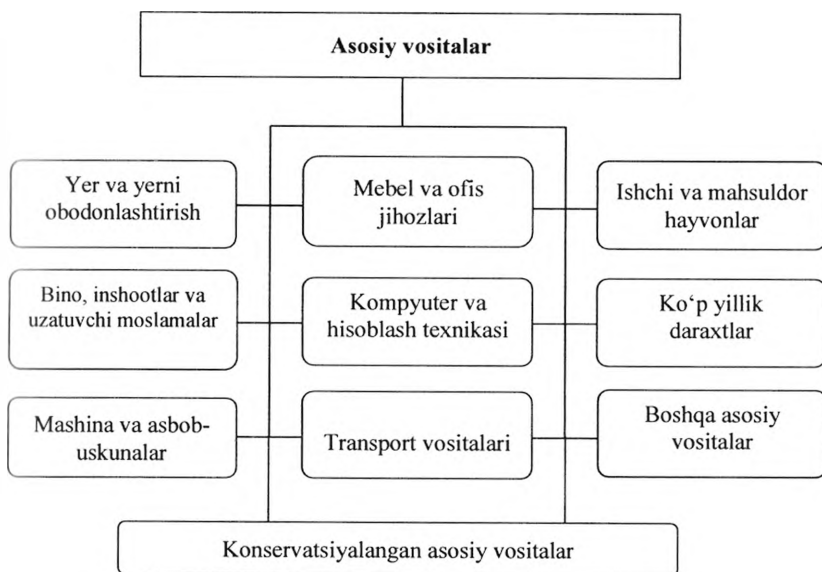 Asosiy vositalar
Yer va yerni
obodonlashtirish
Mebel va ofis
jihozlari
Ishchi va mahsuldor
hayvonlar
Bino, inshootlar va
uzatuvchi moslamalar
Kompyuter va
hisoblash texnikasi
Ko‘p yillik
daraxtlar
Mashina va asbob-
uskunalar
Transport vositalari
Boshqa asosiy
vositalar
Konservatsiyalangan asosiy vositalar